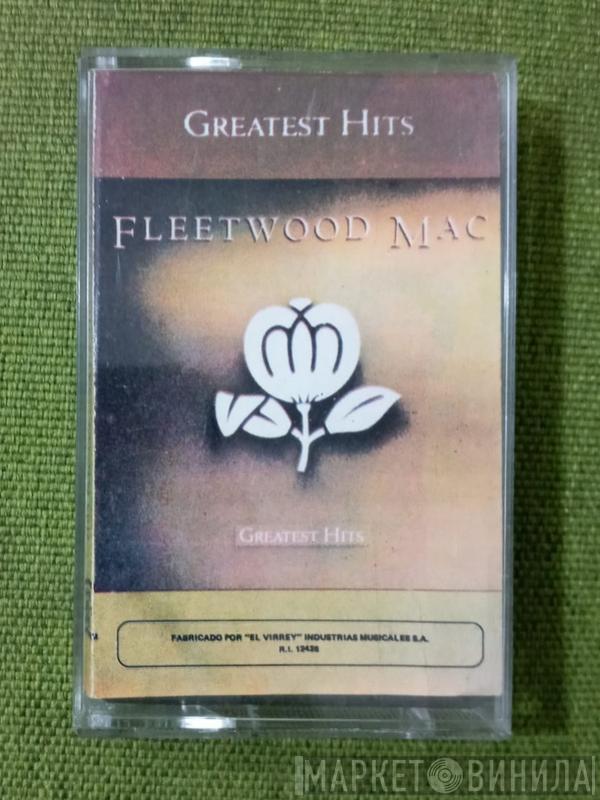 GREATEST HITS
FLEETWOOD MAC
GREATEST HITS
FABRICADO POR "EL VIRREY" INDUSTRIAS MUSICALES S.A.
R.I. 12426
МАРКЕТ ВИНИЛА